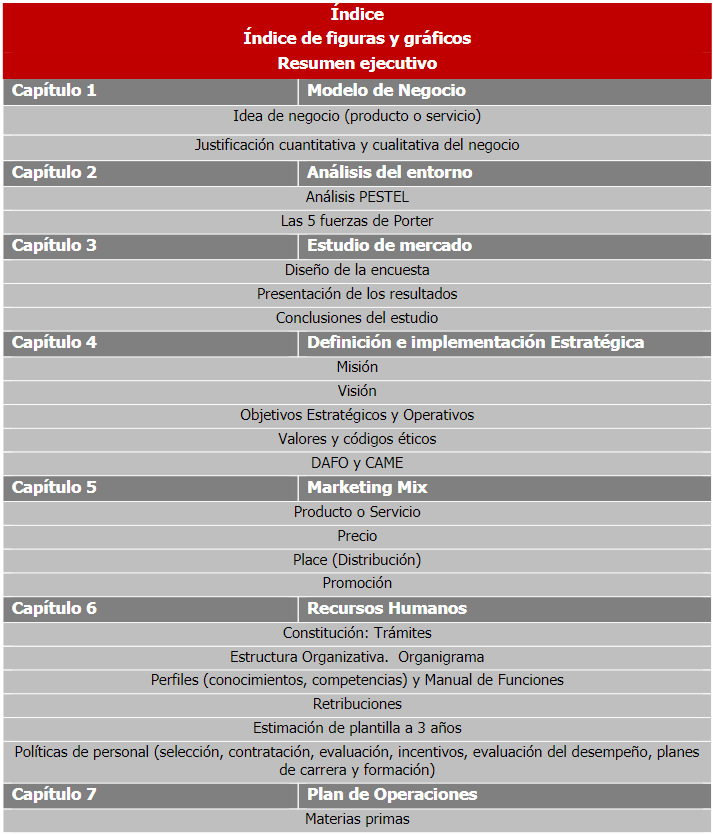 Índice
Índice de figuras y gráficos
Resumen ejecutivo
Capítulo 1 Modelo de Negocio
Idea de negocio (producto o servicio)
Justificación cuantitativa y cualitativa del negocio
Capítulo 2 Análisis del entorno
Análisis PESTEL
Las 5 fuerzas de Porter
Capítulo 3 Estudio de mercado
Diseño de la encuesta
Presentación de los resultados
Conclusiones del estudio
Capítulo 4 Definición e implementación Estratégica
Misión
Visión
Objetivos Estratégicos y Operativos
Valores y códigos éticos
DAFO y CAME
Capítulo 5 Marketing Mix
Producto o Servicio
Precio
Place (Distribución)
Promoción
Capítulo 6 Recursos Humanos
Constitución: Trámites
Estructura Organizativa.  Organigrama
Perfiles (conocimientos, competencias) y Manual de Funciones
Retribuciones
Estimación de plantilla a 3 años
Políticas de personal (selección, contratación, evaluación, incentivos, evaluación del desempeño, planes
de carrera y formación)
Capítulo 7 Plan de Operaciones
Materias primas